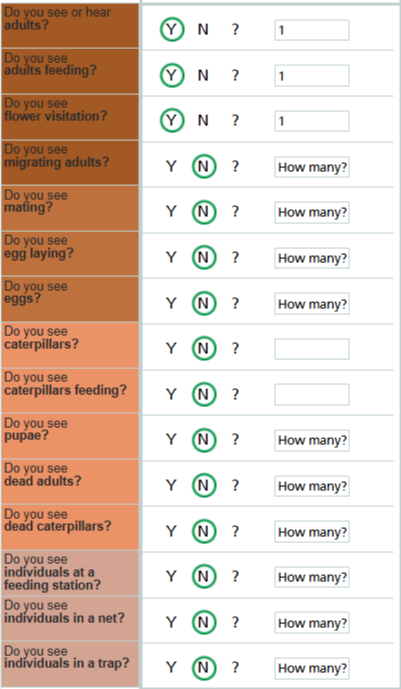 Do you see or hear
adults?
Y N ? 1
Do you see
adults feeding?
Y N ? 1
Do you see
flower visitation?
Y N ? 1
Do you see
migrating adults?
Y N ? How many?
Do you see
mating?
Y N ? How many?
Do you see
egg laying?
Y N ? How many?
Do you see
eggs?
Y N ? How many?
Do you see
caterpillars?
Y N ?
Do you see
caterpillars feeding?
Y N ?
Do you see
pupae?
Y N ? How many?
Do you see
dead adults?
Y N ? How many?
Do you see
dead caterpillars?
Y N ? How many?
Do you see
individuals at a
feeding station?
Y N ? How many?
Do you see
individuals in a net?
Y N ? How many?
Do you see
individuals in a trap?
Y N ? How many?